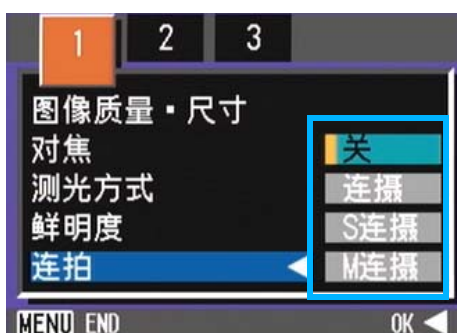 1 2 3
图像质量▪尺寸
对焦 关
测光方式 连摄
鲜明度 S连摄
连拍 M连摄
MENU END OK